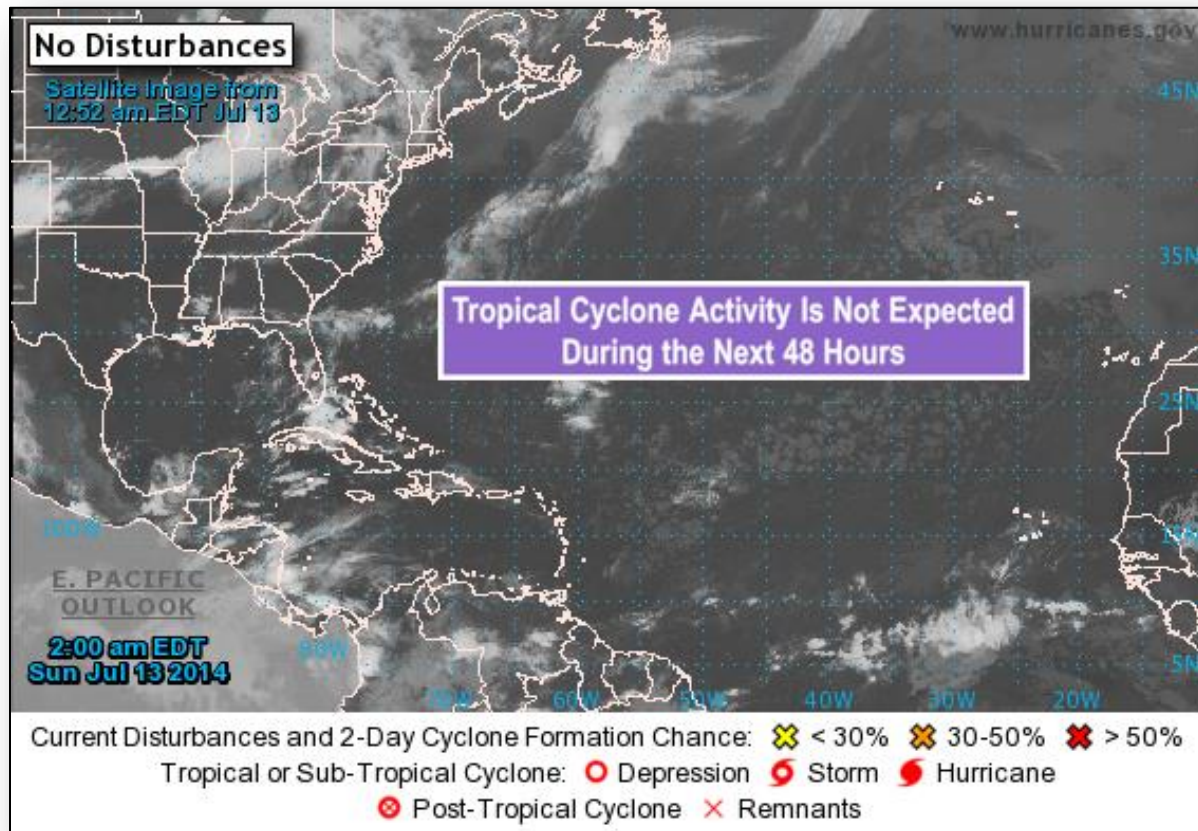 No Disturbances
www.hurricanes.gov
Satellite Image from
12:52 am EDT Jul 13
45N
35N
Tropical Cyclone Activity Is Not Expected
During the Next 48 Hours
25N
100W
15N
E. PACIFIC
OUTLOOK
2:00 am EDT
Sun Jul 13 2014
80W
5N
70W 60W 50W 40W 30W 20W
Current Disturbances and 2-Day Cyclone Formation Chance: < 30% 30-50% > 50%
Tropical or Sub-Tropical Cyclone: Depression Storm Hurricane
Post-Tropical Cyclone Remnants